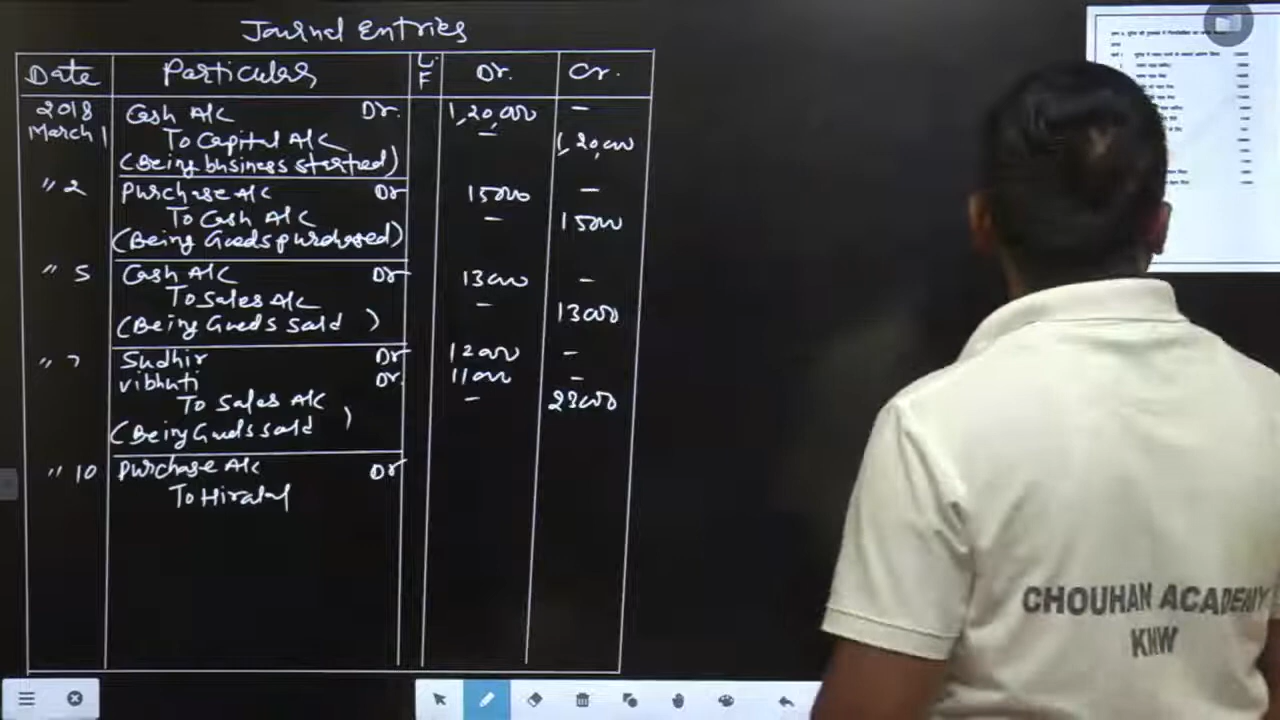 Journal Entries
Date Particulars L.F Dr. Cr.
2018 March 1 Cash A/c Dr. 1,20,000 -
To Capital A/c - 1,20,000
(Being business started)
" 2 Purchase A/c Dr 15000 -
To Cash A/c - 15000
(Being Goods purchased)
" 5 Cash A/c Dr 13000 -
To Sales A/c - 13000
(Being Goods sold )
" 7 Sudhir Dr 12000 -
Vibhuti Dr. 11000 -
To Sales A/c - 23000
(Being Goods sold )
" 10 Purchase A/c Dr
To Hiralal
CHOUHAN ACADEMY
KNW